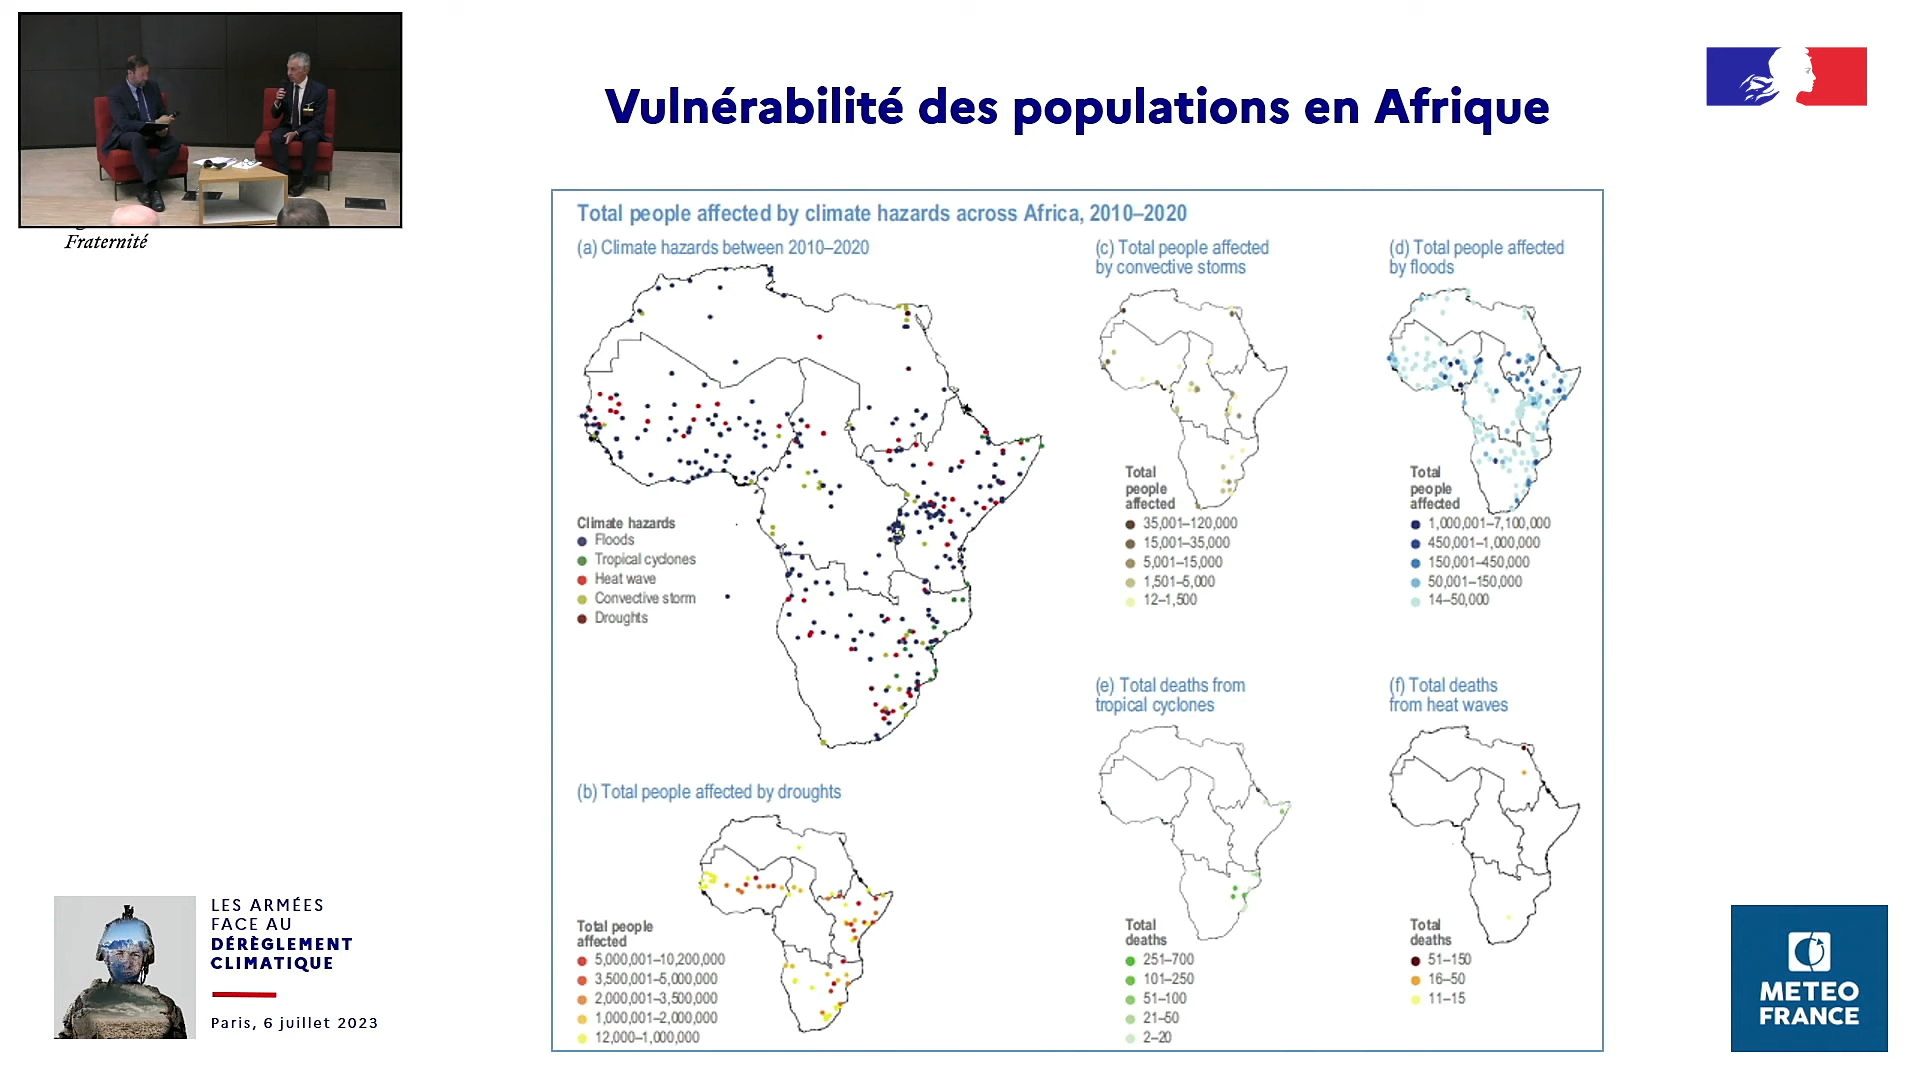 Fraternité
Vulnérabilité des populations en Afrique
Total people affected by climate hazards across Africa, 2010–2020
(a) Climate hazards between 2010–2020
Climate hazards
Floods
Tropical cyclones
Heat wave
Convective storm
Droughts
(b) Total people affected by droughts
Total people
affected
5,000,001–10,200,000
3,500,001–5,000,000
2,000,001–3,500,000
1,000,001–2,000,000
12,000–1,000,000
(c) Total people affected
by convective storms
Total
people
affected
35,001–120,000
15,001–35,000
5,001–15,000
1,501–5,000
12–1,500
(d) Total people affected
by floods
Total
people
affected
1,000,001–7,100,000
450,001–1,000,000
150,001–450,000
50,001–150,000
14–50,000
(e) Total deaths from
tropical cyclones
Total
deaths
251–700
101–250
51–100
21–50
2–20
(f) Total deaths
from heat waves
Total
deaths
51–150
16–50
11–15
LES ARMÉES
FACE AU
DÉRÈGLEMENT
CLIMATIQUE
Paris, 6 juillet 2023
METEO
FRANCE